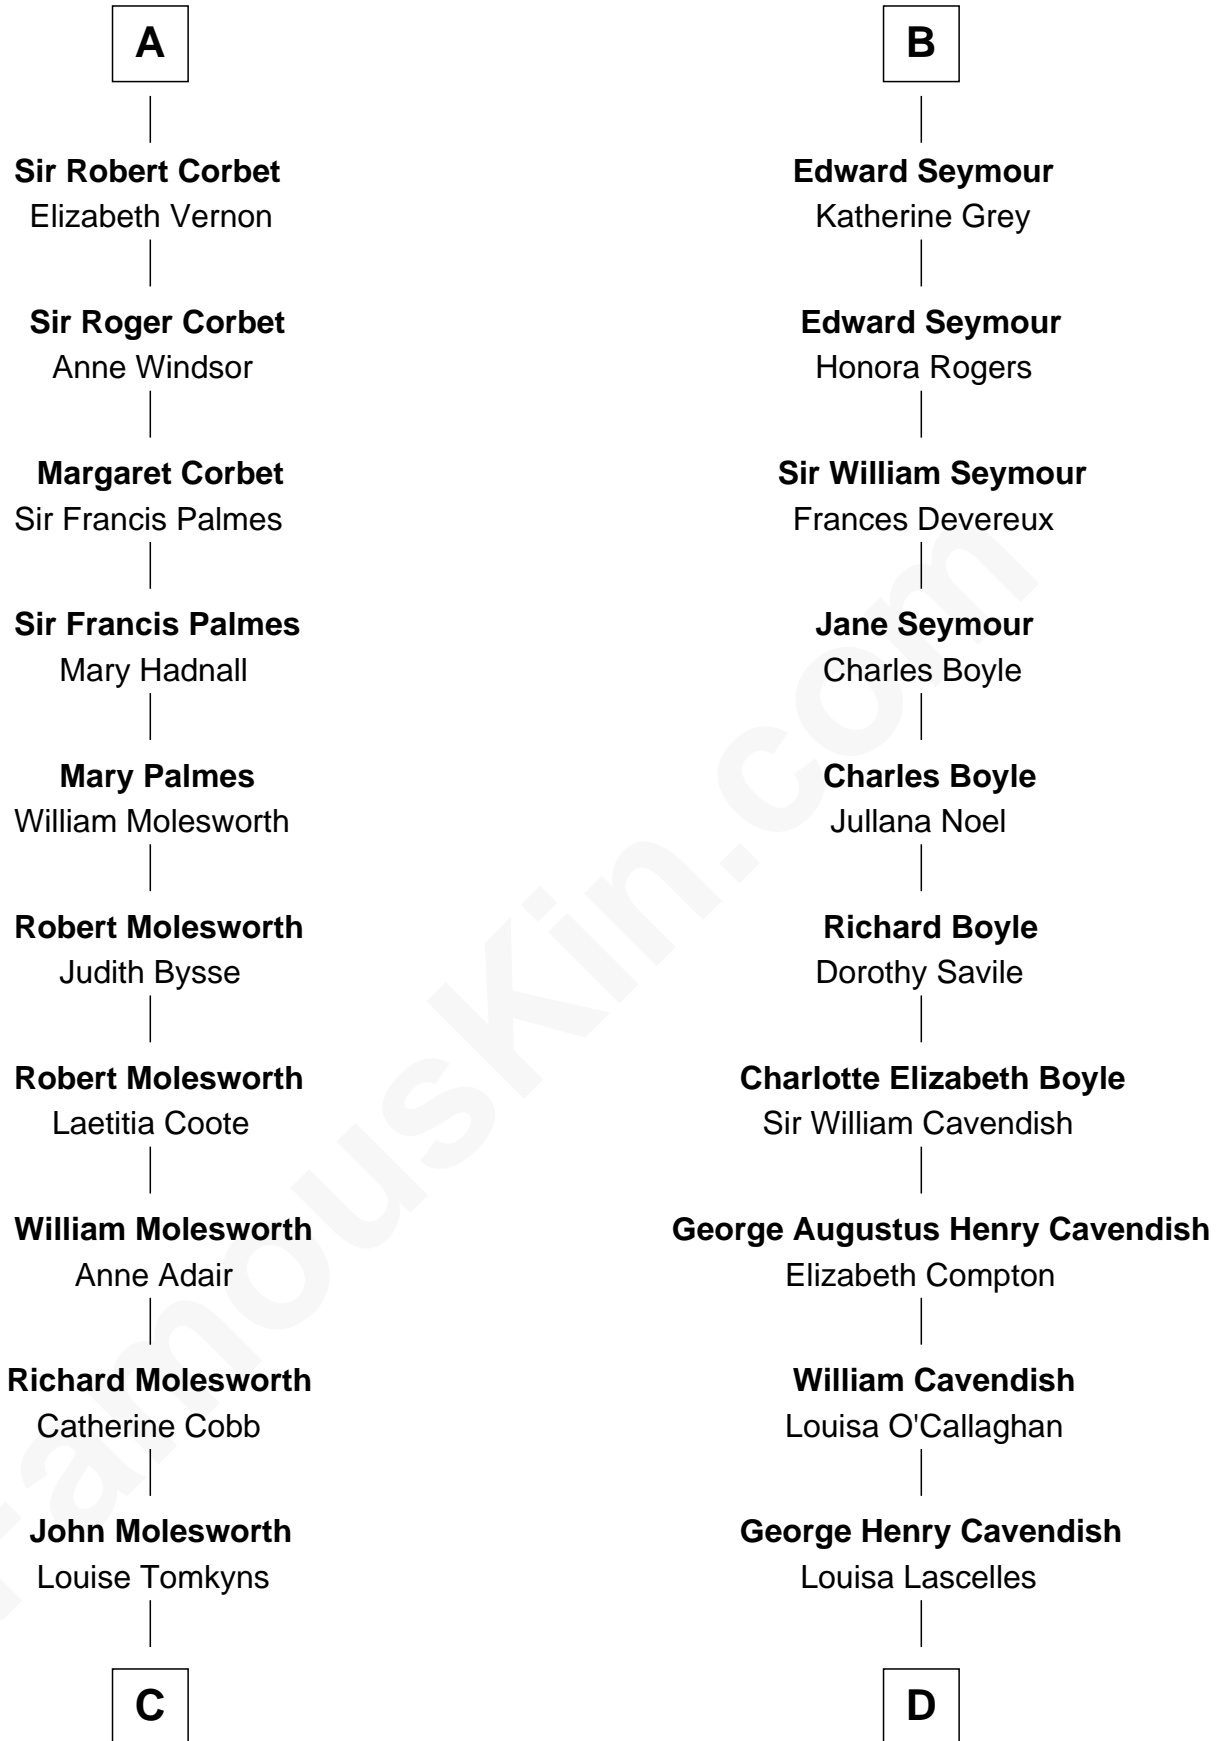 A
Sir Robert Corbet
Elizabeth Vernon
Sir Roger Corbet
Anne Windsor
Margaret Corbet
Sir Francis Palmes
Sir Francis Palmes
Mary Hadnall
Mary Palmes
William Molesworth
Robert Molesworth
Judith Bysse
Robert Molesworth
Laetitia Coote
William Molesworth
Anne Adair
Richard Molesworth
Catherine Cobb
John Molesworth
Louise Tomkyns
C
B
Edward Seymour
Katherine Grey
Edward Seymour
Honora Rogers
Sir William Seymour
Frances Devereux
Jane Seymour
Charles Boyle
Charles Boyle
Jullana Noel
Richard Boyle
Dorothy Savile
Charlotte Elizabeth Boyle
Sir William Cavendish
George Augustus Henry Cavendish
Elizabeth Compton
William Cavendish
Louisa O'Callaghan
George Henry Cavendish
Louisa Lascelles
D
FamousKin.com